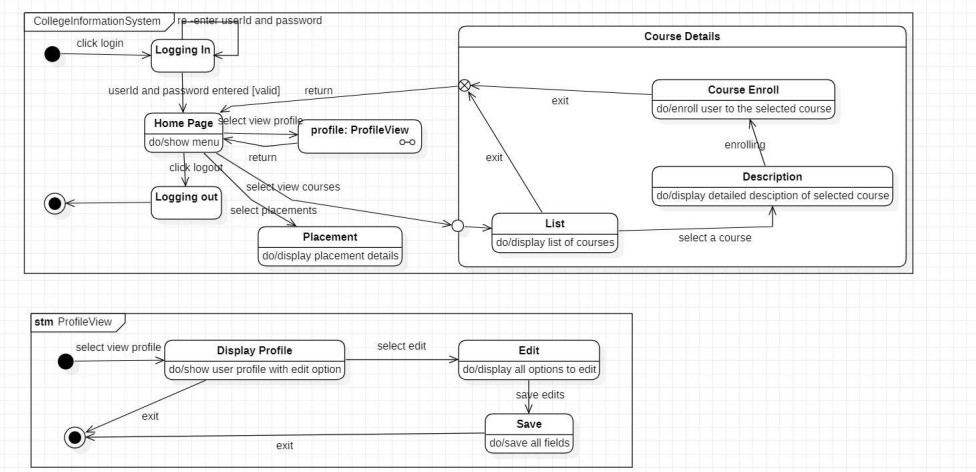 CollegeInformationSystem
re -enter userId and password
click login
Logging In
Course Details
userId and password entered [valid]
return
exit
Course Enroll
do/enroll user to the selected course
Home Page
do/show menu
select view profile
profile: ProfileView
return
enrolling
click logout
exit
Description
do/display detailed desciption of selected course
select view courses
Logging out
select placements
List
do/display list of courses
select a course
Placement
do/display placement details
stm ProfileView
select view profile
Display Profile
do/show user profile with edit option
select edit
Edit
do/display all options to edit
save edits
exit
Save
do/save all fields
exit